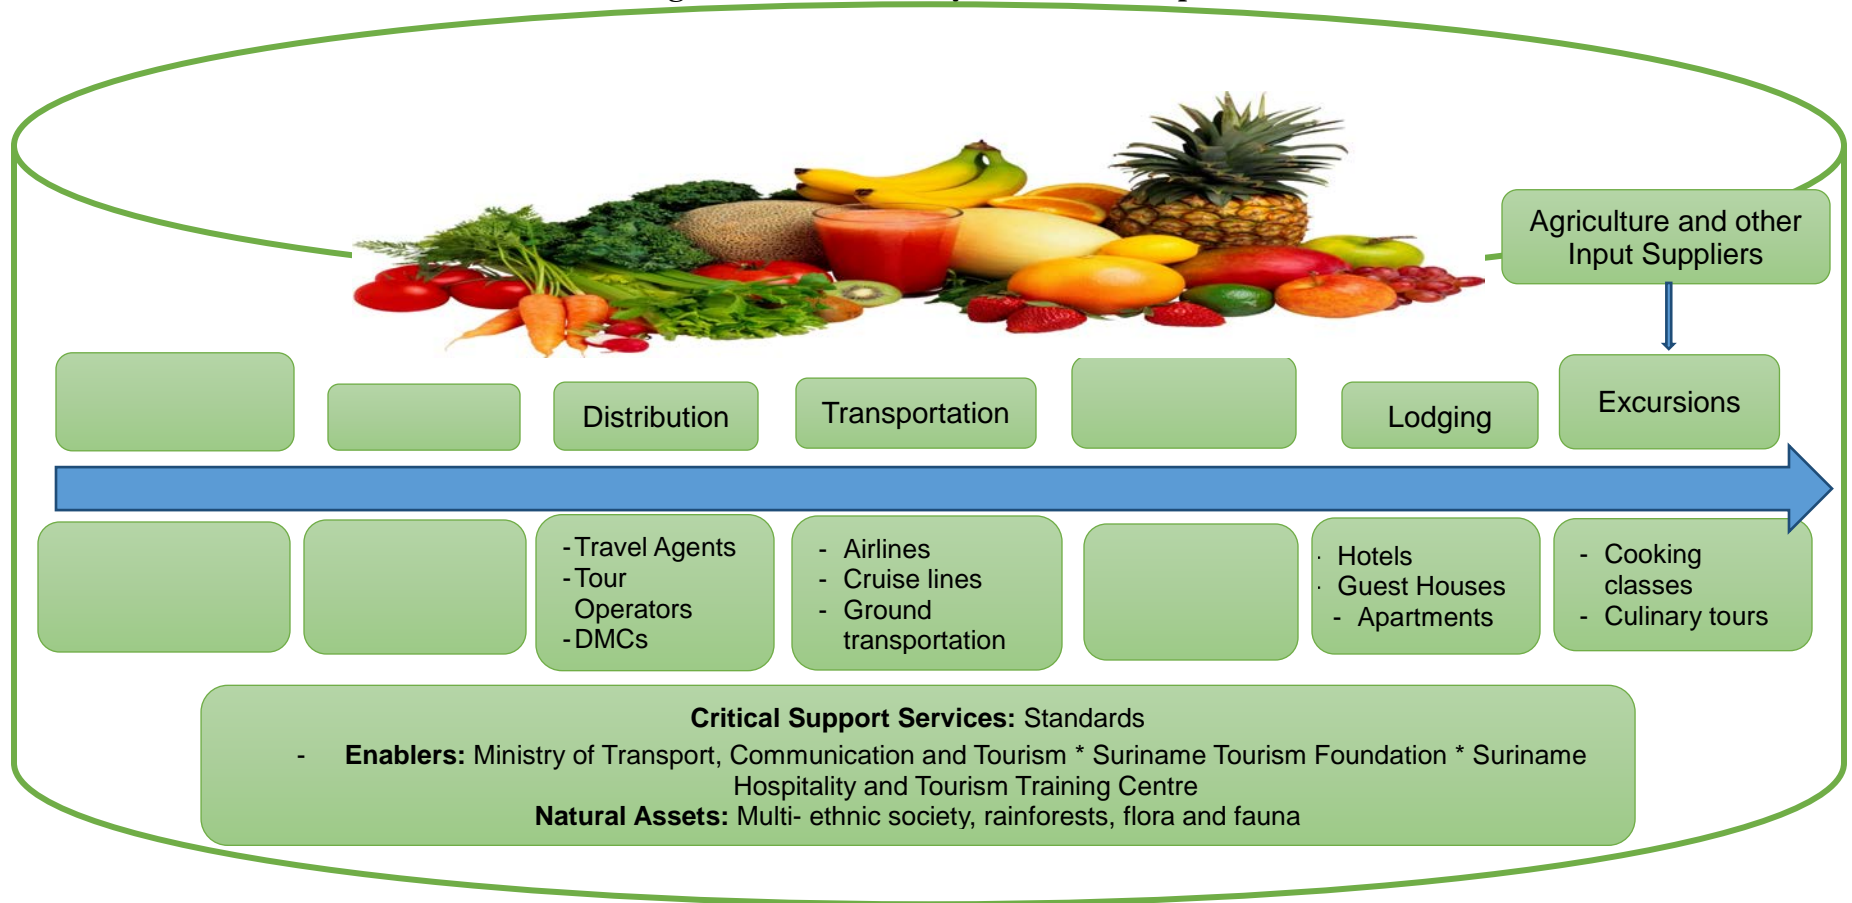 Agriculture and other
Input Suppliers
Distribution
Transportation
Lodging
Excursions
-Travel Agents
-Tour
Operators
-DMCs
- Airlines
- Cruise lines
- Ground
transportation
· Hotels
· Guest Houses
- Apartments
- Cooking
classes
- Culinary tours
Critical Support Services: Standards
- Enablers: Ministry of Transport, Communication and Tourism * Suriname Tourism Foundation * Suriname
Hospitality and Tourism Training Centre
Natural Assets: Multi- ethnic society, rainforests, flora and fauna